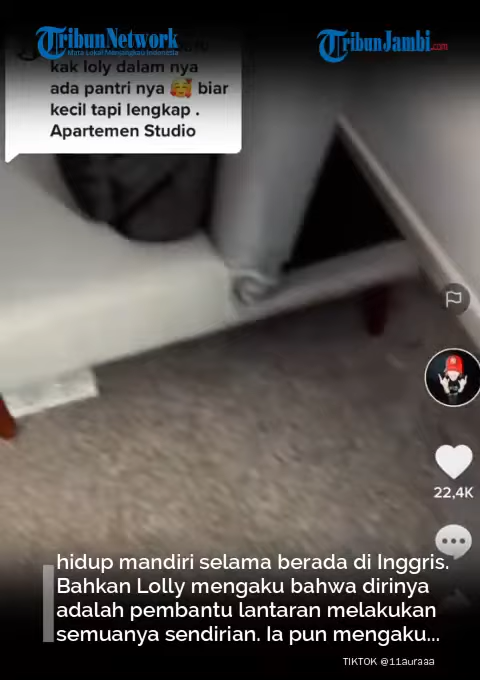 TribunNetwork
Mata Lokal Menjangkau Indonesia
TribunJambi.com
kak loly dalam nya
ada pantri nya 🥰 biar
kecil tapi lengkap .
Apartemen Studio
22,4K
hidup mandiri selama berada di Inggris.
Bahkan Lolly mengaku bahwa dirinya
adalah pembantu lantaran melakukan
semuanya sendirian. Ia pun mengaku...
TIKTOK @11auraaa